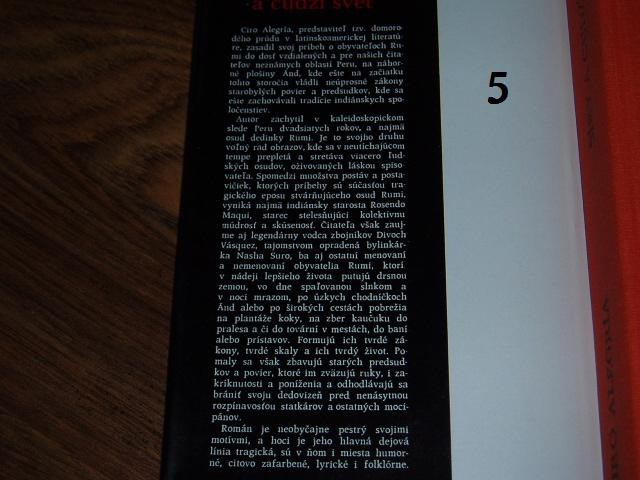 a cudzí svet
Ciro Alegría, predstaviteľ tzv. domoro-
dého prúdu v latinskoamerickej literatú-
re, zasadil svoj príbeh o obyvateľoch Ru-
mi do dosť vzdialených a pre našich čita-
teľov neznámych oblastí Peru, na náhor-
né plošiny Ánd, kde ešte na začiatku
tohto storočia vládli neúprosné zákony
starobylých povier a predsudkov, kde sa
ešte zachovávali tradície indiánskych spo-
ločenstiev.
Autor zachytil v kaleidoskopickom
slede Peru dvadsiatych rokov, a najmä
osud dedinky Rumi. Je to svojho druhu
voľný rad obrazov, kde sa v neutíchajúcom
tempe prepletá a stretáva viacero ľud-
ských osudov, oživovaných láskou spiso-
vateľa. Spomedzi množstva postáv a posta-
vičiek, ktorých príbehy sú súčasťou tra-
gického eposu stvárňujúceho osud Rumi,
vyniká najmä indiánsky starosta Rosendo
Maqui, starec stelesňujúci kolektívnu
múdrosť a skúsenosť. Čitateľa však zauj-
me aj legendárny vodca zbojníkov Divoch
Vásquez, tajomstvom opradená bylinkár-
ka Nasha Suro, ba aj ostatní menovaní
a nemenovaní obyvatelia Rumi, ktorí
v nádeji lepšieho života putujú drsnou
zemou, vo dne spaľovanou slnkom a
v noci mrazom, po úzkych chodníčkoch
Ánd alebo po širokých cestách pobrežia
na plantáže koky, na zber kaučuku do
pralesa a či do tovární v mestách, do baní
alebo prístavov. Formujú ich tvrdé zá-
kony, tvrdé skaly a ich tvrdý život. Po-
maly sa však zbavujú starých predsud-
kov a povier, ktoré im zväzujú ruky, i za-
kríknutosti a poníženia a odhodlávajú sa
brániť svoju dedovizeň pred nenásytnou
rozpínavosťou statkárov a ostatných moci-
pánov.
Román je neobyčajne pestrý svojimi
motívmi, a hoci je jeho hlavná dejová
línia tragická, sú v ňom i miesta humor-
né, citovo zafarbené, lyrické i folklórne.
5
RO ALEGRÍA